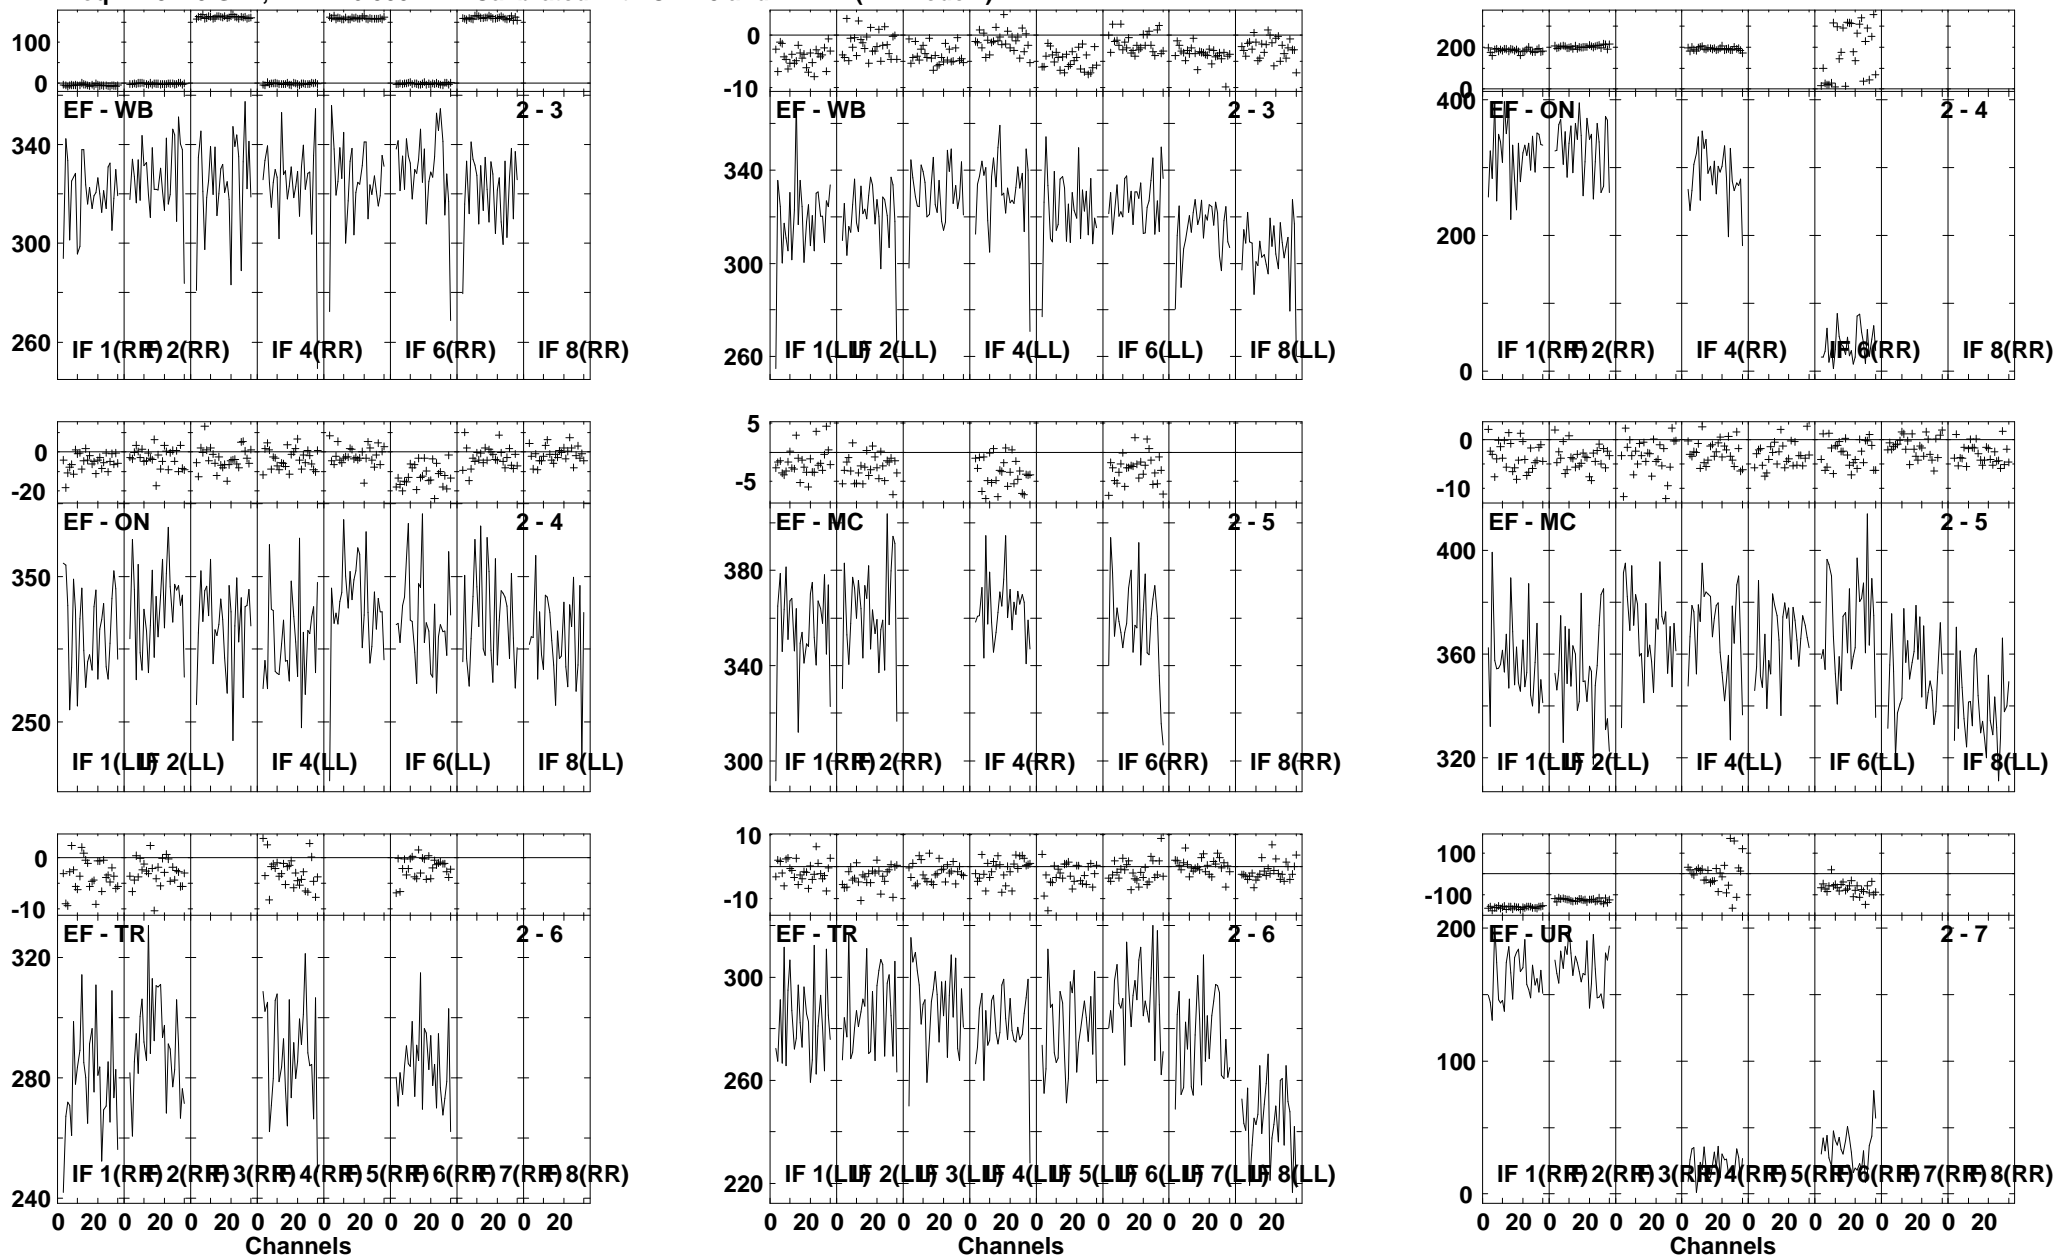 100
0
EF - WB 2 - 3
340
300
260
IF 1(RR) IF 2(RR) IF 4(RR) IF 6(RR) IF 8(RR)
0
-10
EF - WB 2 - 3
340
300
260
IF 1(LL) IF 2(LL) IF 4(LL) IF 6(LL) IF 8(LL)
200
0
400
EF - ON 2 - 4
200
0
IF 1(RR) IF 2(RR) IF 4(RR) IF 6(RR) IF 8(RR)
0
-20
EF - ON 2 - 4
350
250
IF 1(LL) IF 2(LL) IF 4(LL) IF 6(LL) IF 8(LL)
5
-5
EF - MC 2 - 5
380
340
300
IF 1(RR) IF 2(RR) IF 4(RR) IF 6(RR) IF 8(RR)
0
-10
EF - MC 2 - 5
400
360
320
IF 1(LL) IF 2(LL) IF 4(LL) IF 6(LL) IF 8(LL)
0
-10
EF - TR 2 - 6
320
280
240
IF 1(RR) IF 2(RR) IF 3(RR) IF 4(RR) IF 5(RR) IF 6(RR) IF 7(RR) IF 8(RR)
0 20 0 20 0 20 0 20 0 20 0 20 0 20 0 20
Channels
10
-10
EF - TR 2 - 6
300
260
220
IF 1(LL) IF 2(LL) IF 3(LL) IF 4(LL) IF 5(LL) IF 6(LL) IF 7(LL) IF 8(LL)
0 20 0 20 0 20 0 20 0 20 0 20 0 20 0 20
Channels
100
-100
200
EF - UR 2 - 7
100
0
IF 1(RR) IF 2(RR) IF 3(RR) IF 4(RR) IF 5(RR) IF 6(RR) IF 7(RR) IF 8(RR)
0 20 0 20 0 20 0 20 0 20 0 20 0 20 0 20
Channels